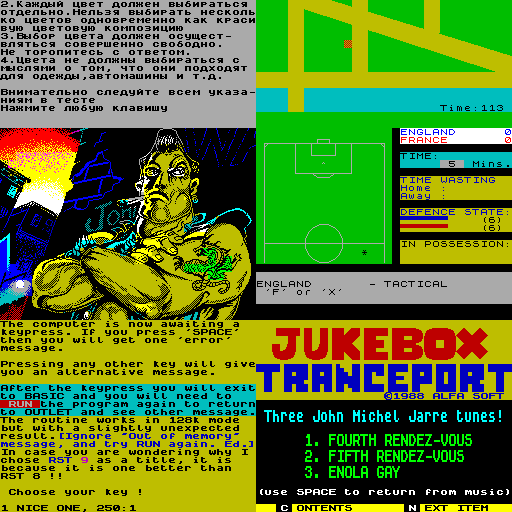 2.Каждый цвет должен выбираться
отдельно.Нельзя выбирать несколь
ко цветов одновременно как краси
вую цветовую композицию
3.Выбор цвета должен осущест-
вляться совершенно свободно.
Не торопитесь с ответом.
4.Цвета не должны выбираться с
мыслями о том, что они подходят
для одежды,автомашины и т.д.
Внимательно следуйте всем указа-
ниям в тесте
Нажмите любую клавишу
Time:113
ENGLAND 0
FRANCE 0
TIME:
5 Mins.
TIME WASTING
Home :
Away :
DEFENCE STATE:
(6)
(6)
IN POSSESSION:
ENGLAND - TACTICAL
'F' or 'X'
The computer is now awaiting a
keypress. If you press 'SPACE'
then you will get one 'error'
message.
Pressing any other key will give
you an alternative message.
After the keypress you will exit
to BASIC and you will need to
RUN the program again to return
to OUTLET and see other message.
The routine works in 128k mode
but with a slightly unexpected
result.[Ignore "Out of memory"
message, and try RUN again. Ed.]
In case you are wondering why I
chose RST 9 as a title, it is
because it is one better than
RST 8 !!
Choose your key !
1 NICE ONE, 250:1
JUKEBOX
TRANCEPORT
©1988 ALFA SOFT
Three John Michel Jarre tunes!
1. FOURTH RENDEZ-VOUS
2. FIFTH RENDEZ-VOUS
3. ENOLA GAY
(use SPACE to return from music)
C ONTENTS N EXT ITEM